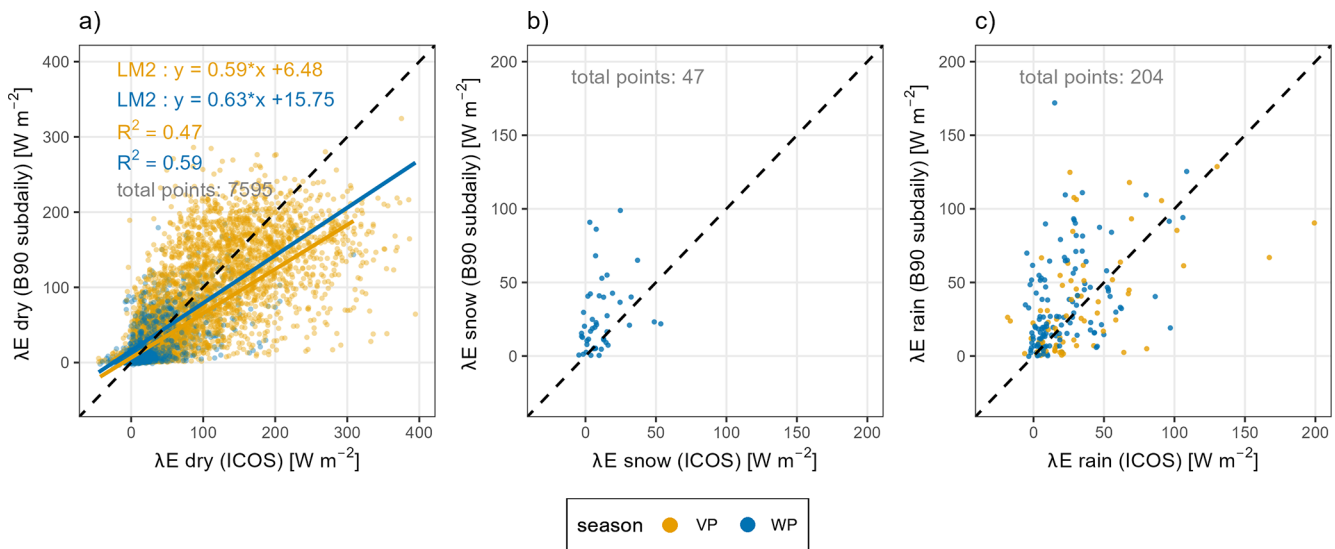 a)
λE dry (B90 subdaily) [W m⁻²]
400
300
200
100
0
LM2 : y = 0.59*x +6.48
LM2 : y = 0.63*x +15.75
R² = 0.47
R² = 0.59
total points: 7595
0 100 200 300 400
λE dry (ICOS) [W m⁻²]
b)
λE snow (B90 subdaily) [W m⁻²]
200
150
100
50
0
total points: 47
0 50 100 150 200
λE snow (ICOS) [W m⁻²]
c)
λE rain (B90 subdaily) [W m⁻²]
200
150
100
50
0
total points: 204
0 50 100 150 200
λE rain (ICOS) [W m⁻²]
season VP WP